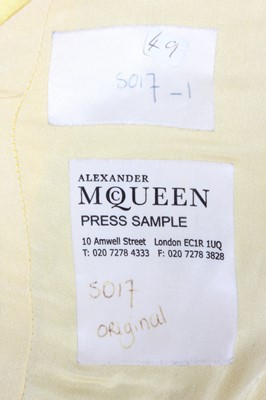 49
S017 -1
ALEXANDER
McQUEEN
PRESS SAMPLE
10 Amwell Street London EC1R 1UQ
T: 020 7278 4333 F: 020 7278 3828
S017
original